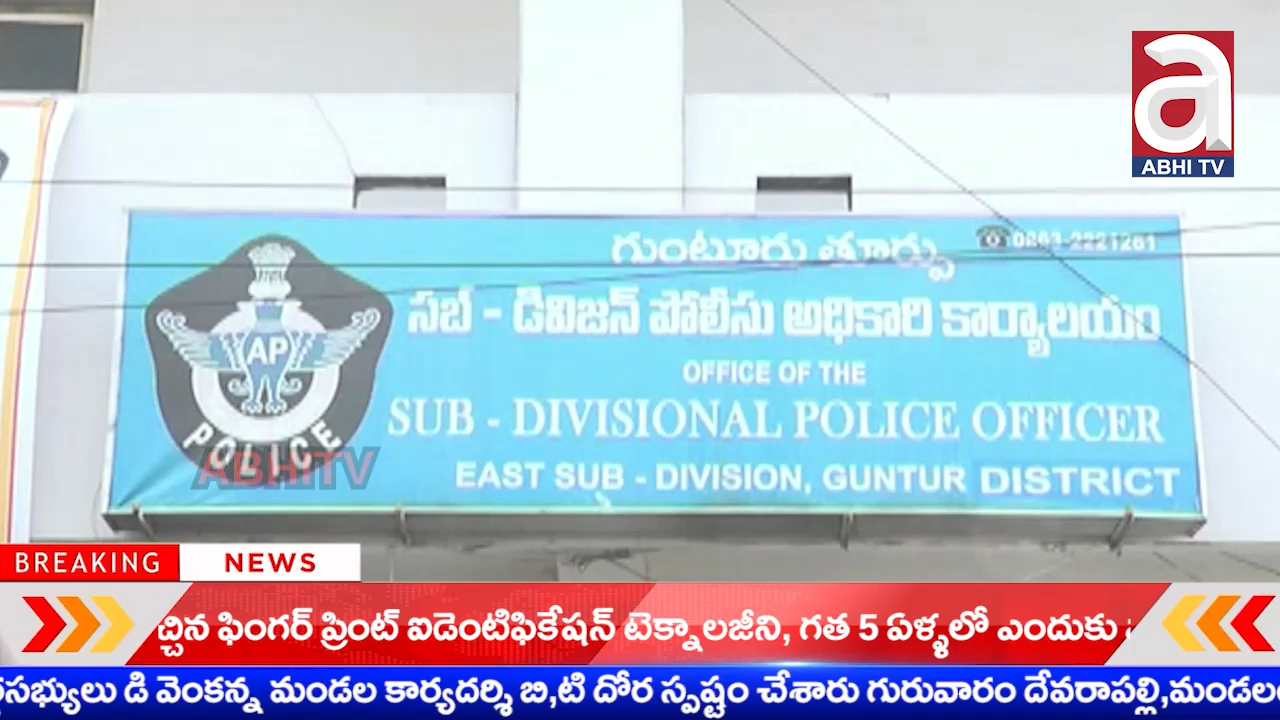 ABHI TV
గుంటూరు తూర్పు
☎ 0863-2221261
సబ్ - డివిజన్ పోలీసు అధికారి కార్యాలయం
AP
POLICE
OFFICE OF THE
SUB - DIVISIONAL POLICE OFFICER
EAST SUB - DIVISION, GUNTUR DISTRICT
ABHI TV
BREAKING NEWS
చ్చిన ఫింగర్ ప్రింట్ ఐడెంటిఫికేషన్ టెక్నాలజీని, గత 5 ఏళ్ళలో ఎందుకు
సభ్యులు డి వెంకన్న మండల కార్యదర్శి బి,టి దోర స్పష్టం చేశారు గురువారం దేవరాపల్లి,మండల